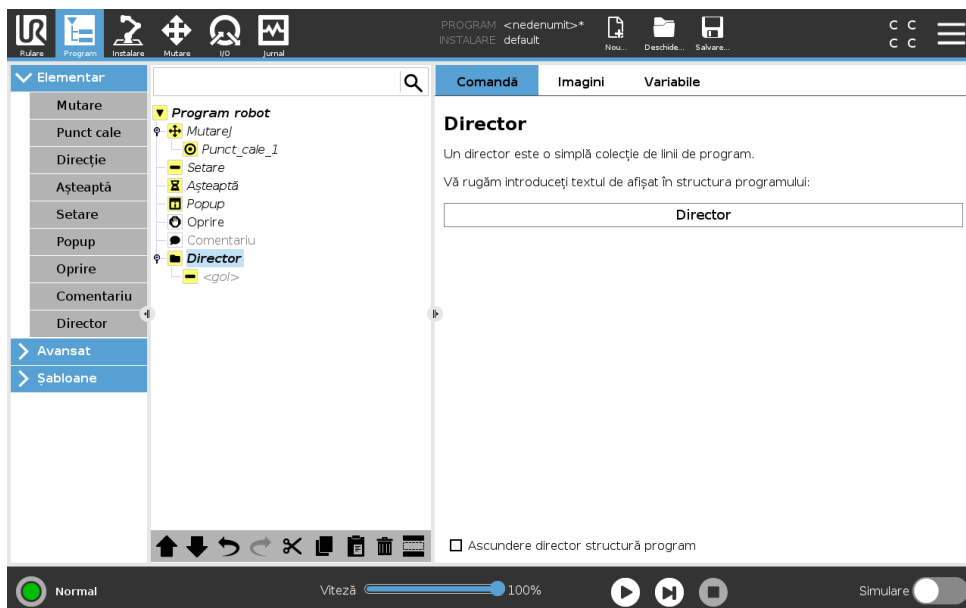 Rulare
Program
Instalare
Mutare
I/O
Jurnal
PROGRAM <nedenumit>*
INSTALARE default
Nou...
Deschide...
Salvare...
C C
C C
Elementar
Mutare
Punct cale
Direcție
Așteaptă
Setare
Popup
Oprire
Comentariu
Director
Avansat
Șabloane
Program robot
MutareJ
Punct_cale_1
Setare
Așteaptă
Popup
Oprire
Comentariu
Director
<gol>
Comandă
Imagini
Variabile
Director
Un director este o simplă colecție de linii de program.
Vă rugăm introduceți textul de afișat în structura programului:
Director
Ascundere director structură program
Normal
Viteză
100%
Simulare